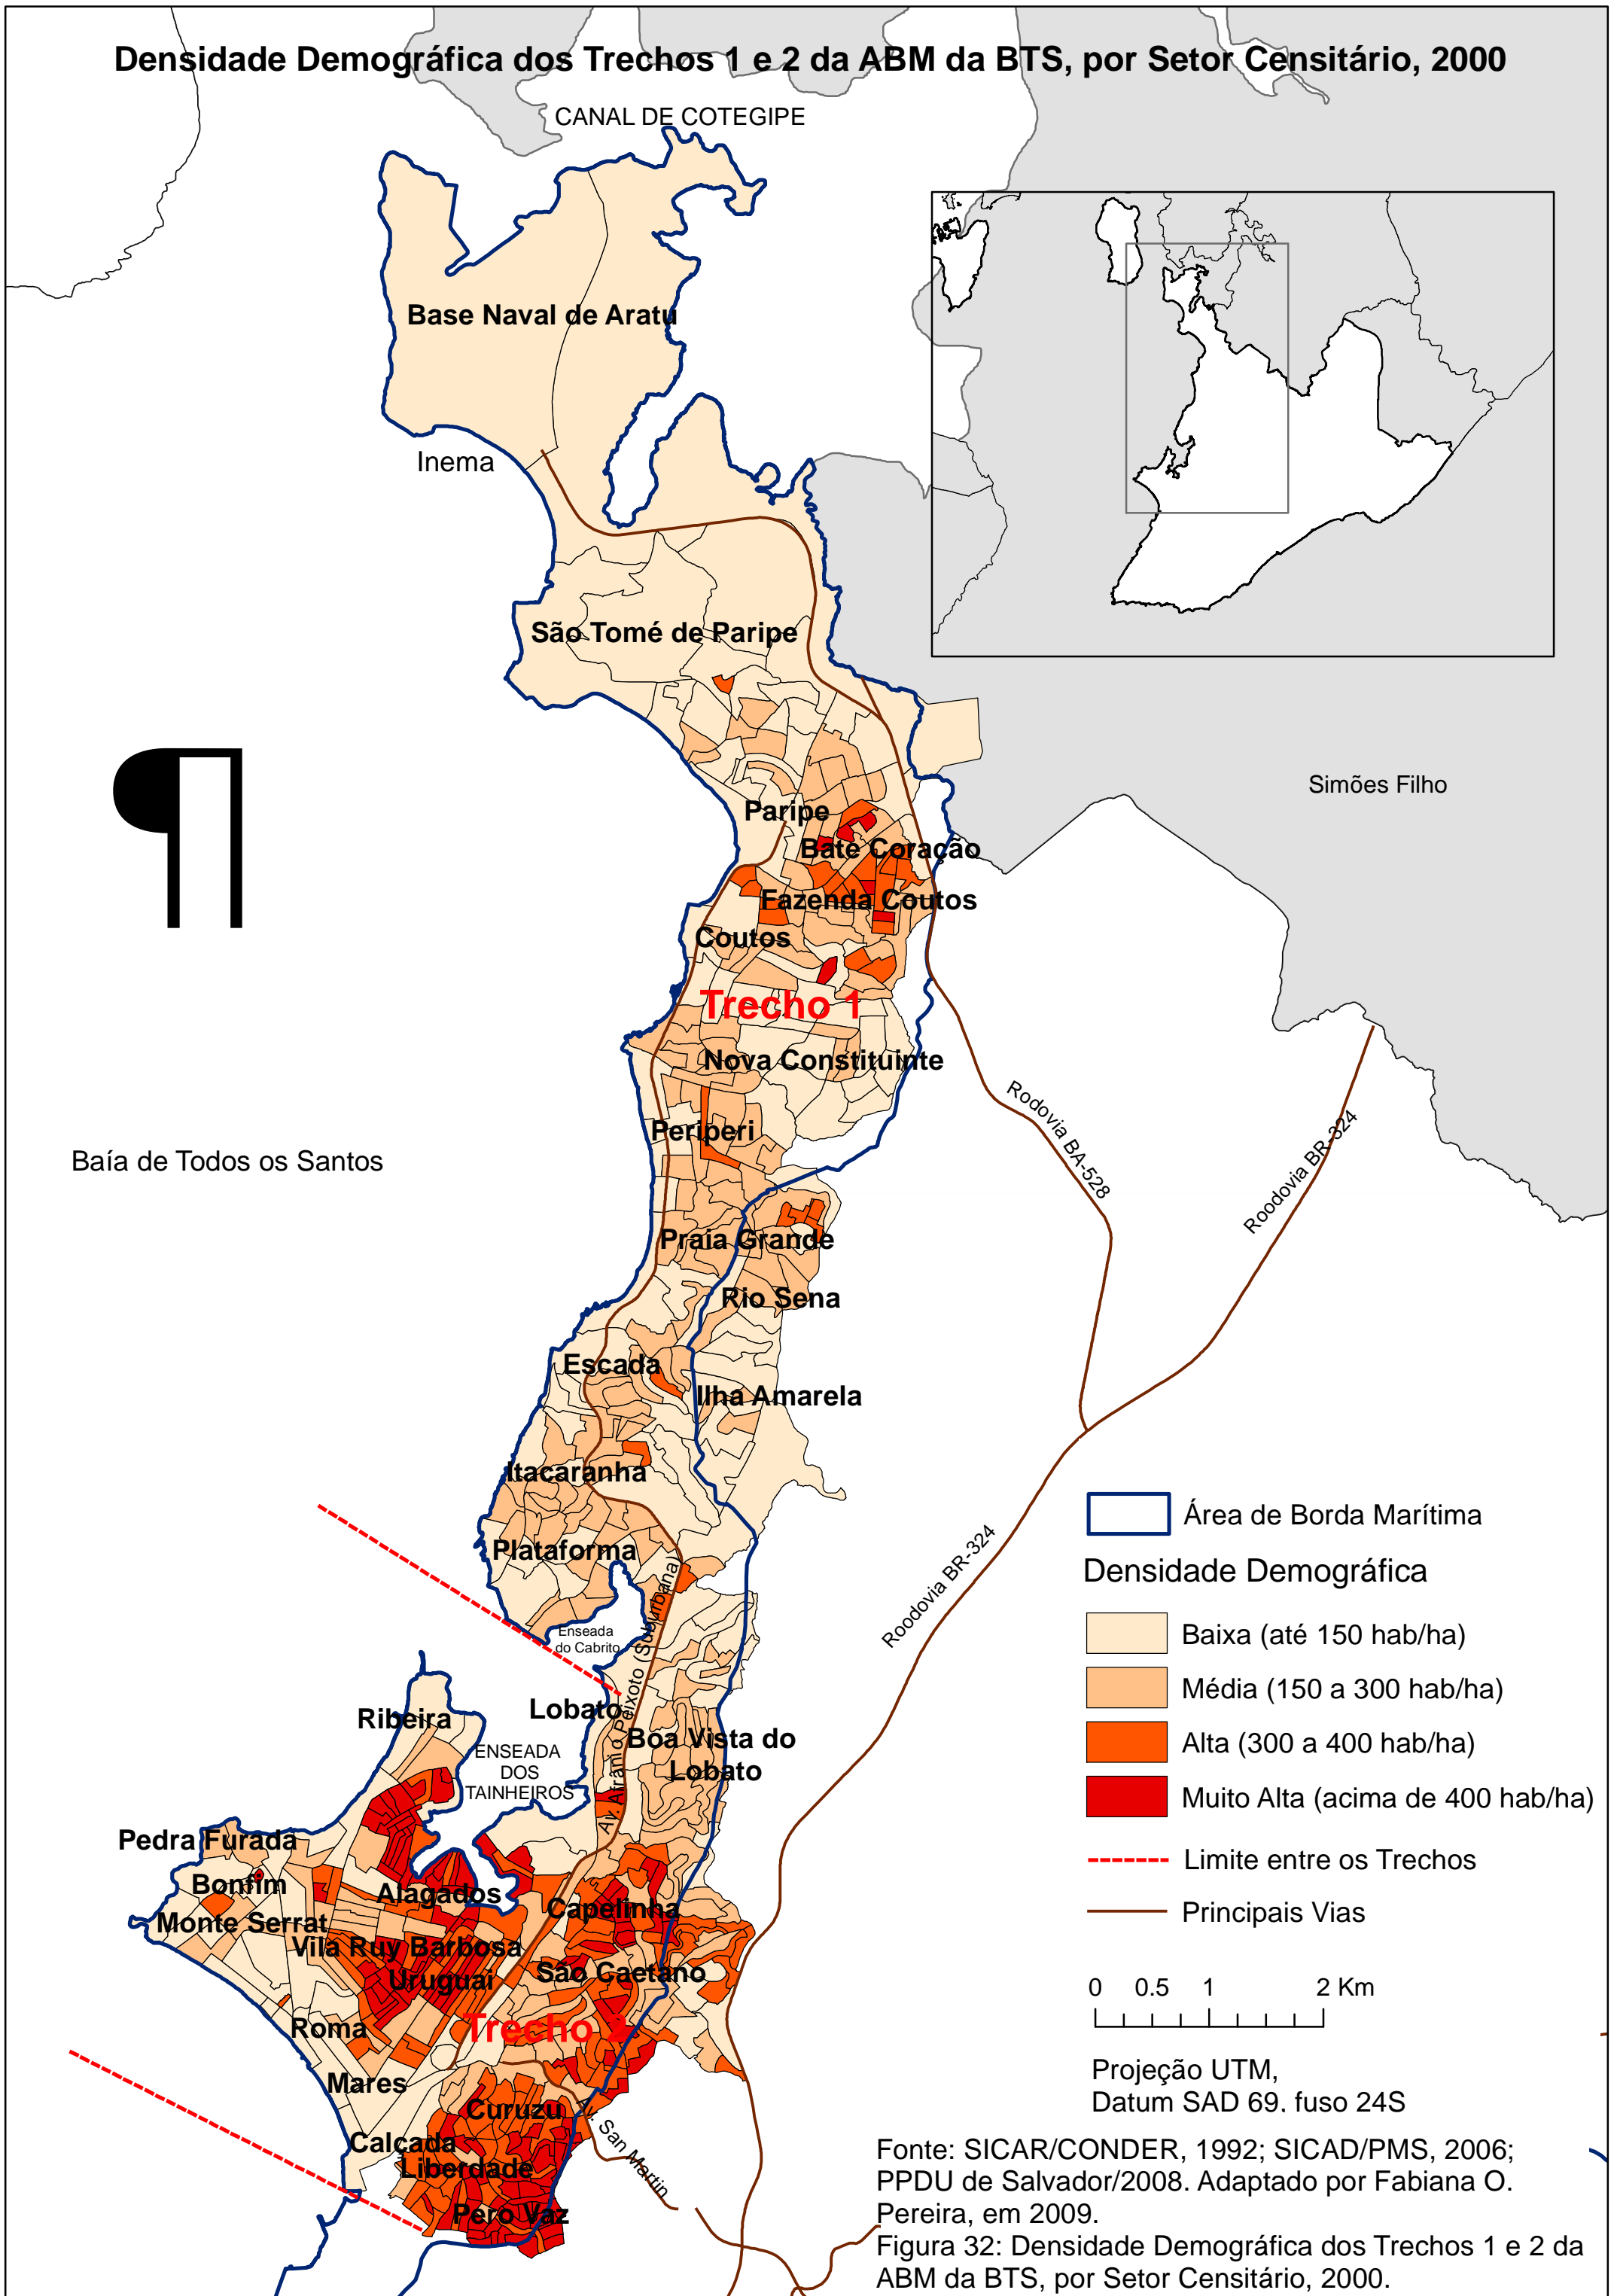 Densidade Demográfica dos Trechos 1 e 2 da ABM da BTS, por Setor Censitário, 2000
CANAL DE COTEGIPE
Base Naval de Aratu
Inema
São Tomé de Paripe
¶
Simões Filho
Paripe
Bate Coração
Fazenda Coutos
Coutos
Trecho 1
Nova Constituinte
Rodovia BA-528
Roodovia BR-324
Periperi
Baía de Todos os Santos
Praia Grande
Rio Sena
Escada
Ilha Amarela
Itacaranha
Plataforma
Enseada
do Cabrito
Av. Afrânio Peixoto (Suburbana)
Roodovia BR-324
Lobato
Ribeira
Boa Vista do
Lobato
ENSEADA
DOS
TAINHEIROS
Pedra Furada
Bonfim
Alagados
Capelinha
Monte Serrat
Vila Ruy Barbosa
São Caetano
Uruguai
Roma
Trecho 2
Mares
Curuzu
Av. San Martin
Calçada
Liberdade
Pero Vaz
Área de Borda Marítima
Densidade Demográfica
Baixa (até 150 hab/ha)
Média (150 a 300 hab/ha)
Alta (300 a 400 hab/ha)
Muito Alta (acima de 400 hab/ha)
Limite entre os Trechos
Principais Vias
0 0.5 1 2 Km
Projeção UTM,
Datum SAD 69. fuso 24S
Fonte: SICAR/CONDER, 1992; SICAD/PMS, 2006;
PPDU de Salvador/2008. Adaptado por Fabiana O.
Pereira, em 2009.
Figura 32: Densidade Demográfica dos Trechos 1 e 2 da
ABM da BTS, por Setor Censitário, 2000.